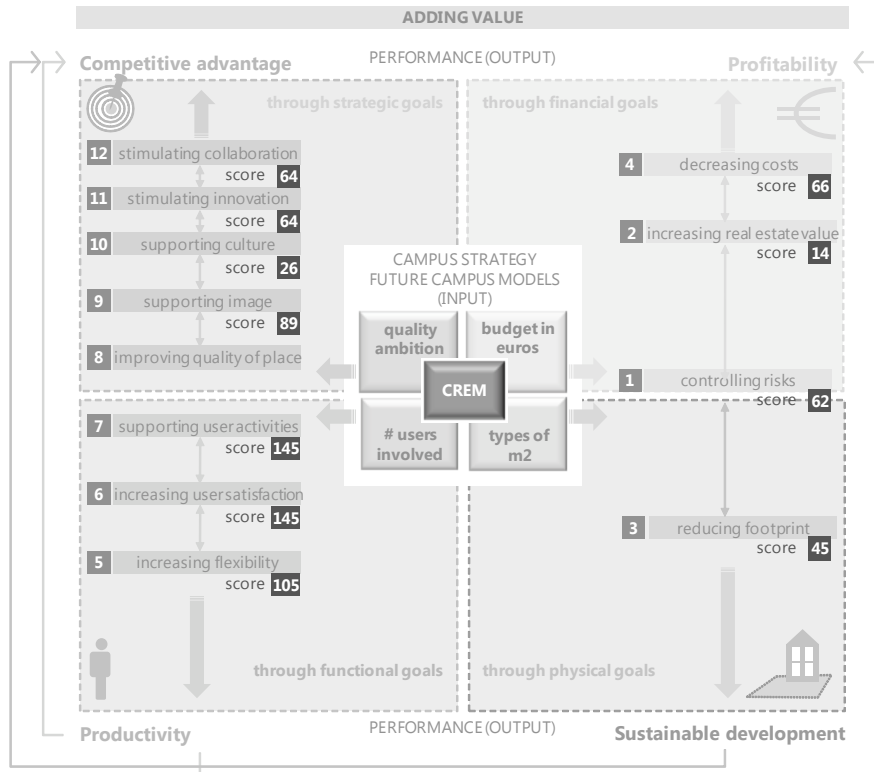 ADDING VALUE
PERFORMANCE (OUTPUT)
Competitive advantage
Profitability
through strategic goals
through financial goals
12 stimulating collaboration
score 64
11 stimulating innovation
score 64
10 supporting culture
score 26
9 supporting image
score 89
8 improving quality of place
4 decreasing costs
score 66
2 increasing real estate value
score 14
1 controlling risks
score 62
CAMPUS STRATEGY
FUTURE CAMPUS MODELS
(INPUT)
quality
ambition
budget in
euros
CREM
# users
involved
types of
m2
7 supporting user activities
score 145
6 increasing user satisfaction
score 145
5 increasing flexibility
score 105
3 reducing footprint
score 45
through functional goals
through physical goals
Productivity
PERFORMANCE (OUTPUT)
Sustainable development